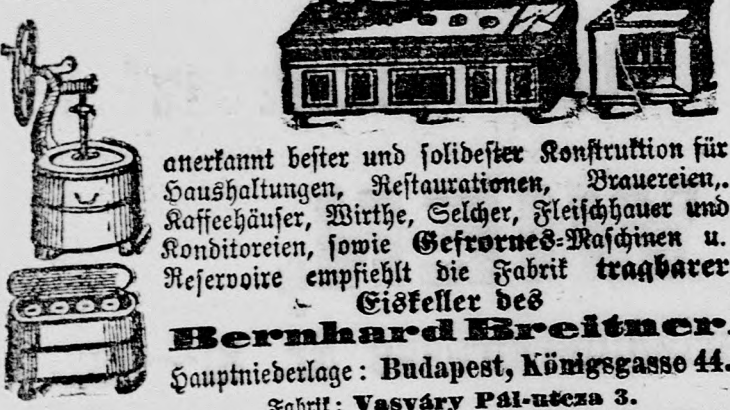 anerkannt bester und solidester Konstruktion für
Haushaltungen, Restaurationen, Brauereien,
Kaffeehäuser, Wirthe, Selcher, Fleischhauer und
Konditoreien, sowie Gefrornes-Maschinen u.
Reservoire empfiehlt die Fabrik tragbarer
Eiskeller des
Bernhard Breitner.
Hauptniederlage: Budapest, Königsgasse 44.
Fabrik: Vasváry Pál-utcza 3.